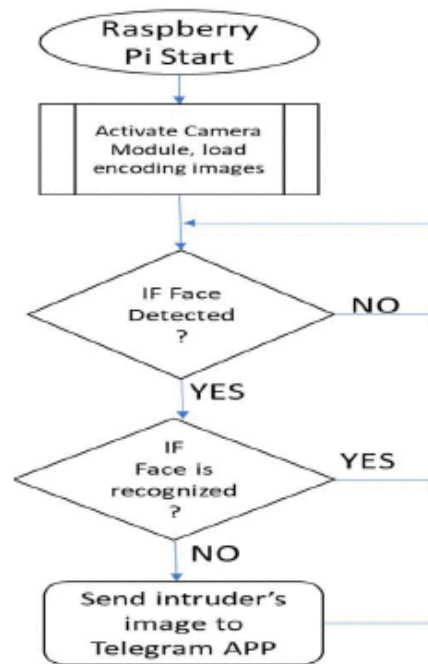 Raspberry
Pi Start
Activate Camera
Module, load
encoding images
IF Face
Detected
?
NO
YES
IF
Face is
recognized
?
YES
NO
Send intruder's
image to
Telegram APP